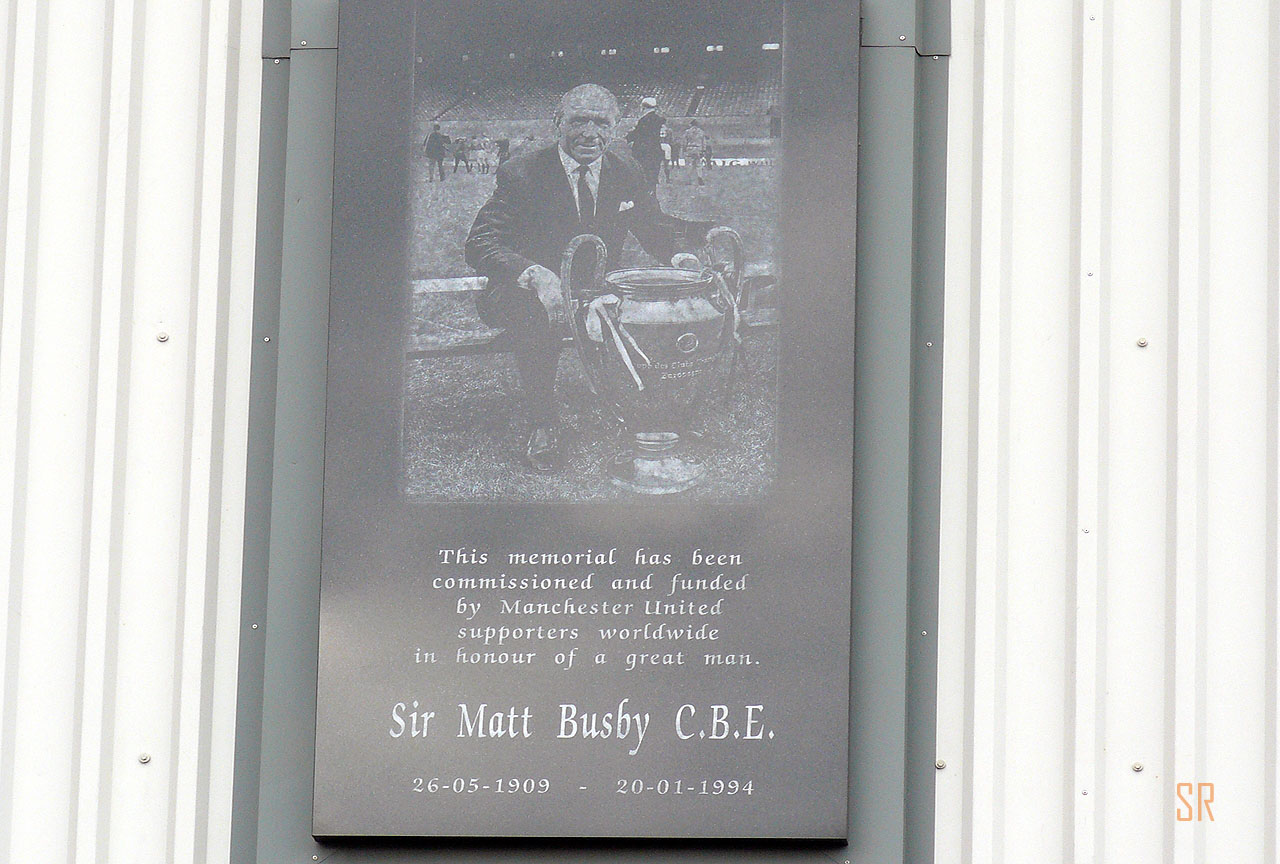 This memorial has been
commissioned and funded
by Manchester United
supporters worldwide
in honour of a great man.
Sir Matt Busby C.B.E.
26-05-1909 - 20-01-1994
SR